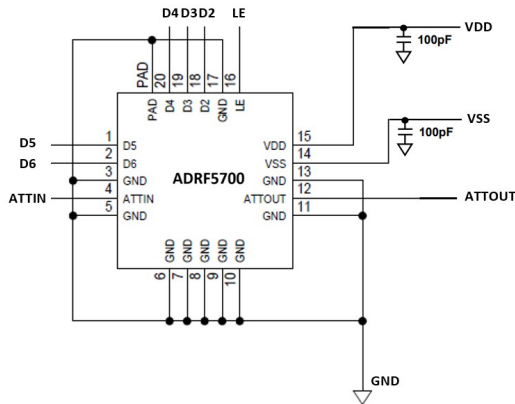 D4 D3 D2 LE
VDD
100pF
PAD 20 19 18 17 16
PAD D4 D3 D2 GND LE
VSS
100pF
D5 1 D5 VDD 15
D6 2 D6 VSS 14
3 GND GND 13
ADRF5700
ATTIN 4 ATTIN ATTOUT 12 ATTOUT
5 GND GND 11
GND GND GND GND GND
6 7 8 9 10
GND